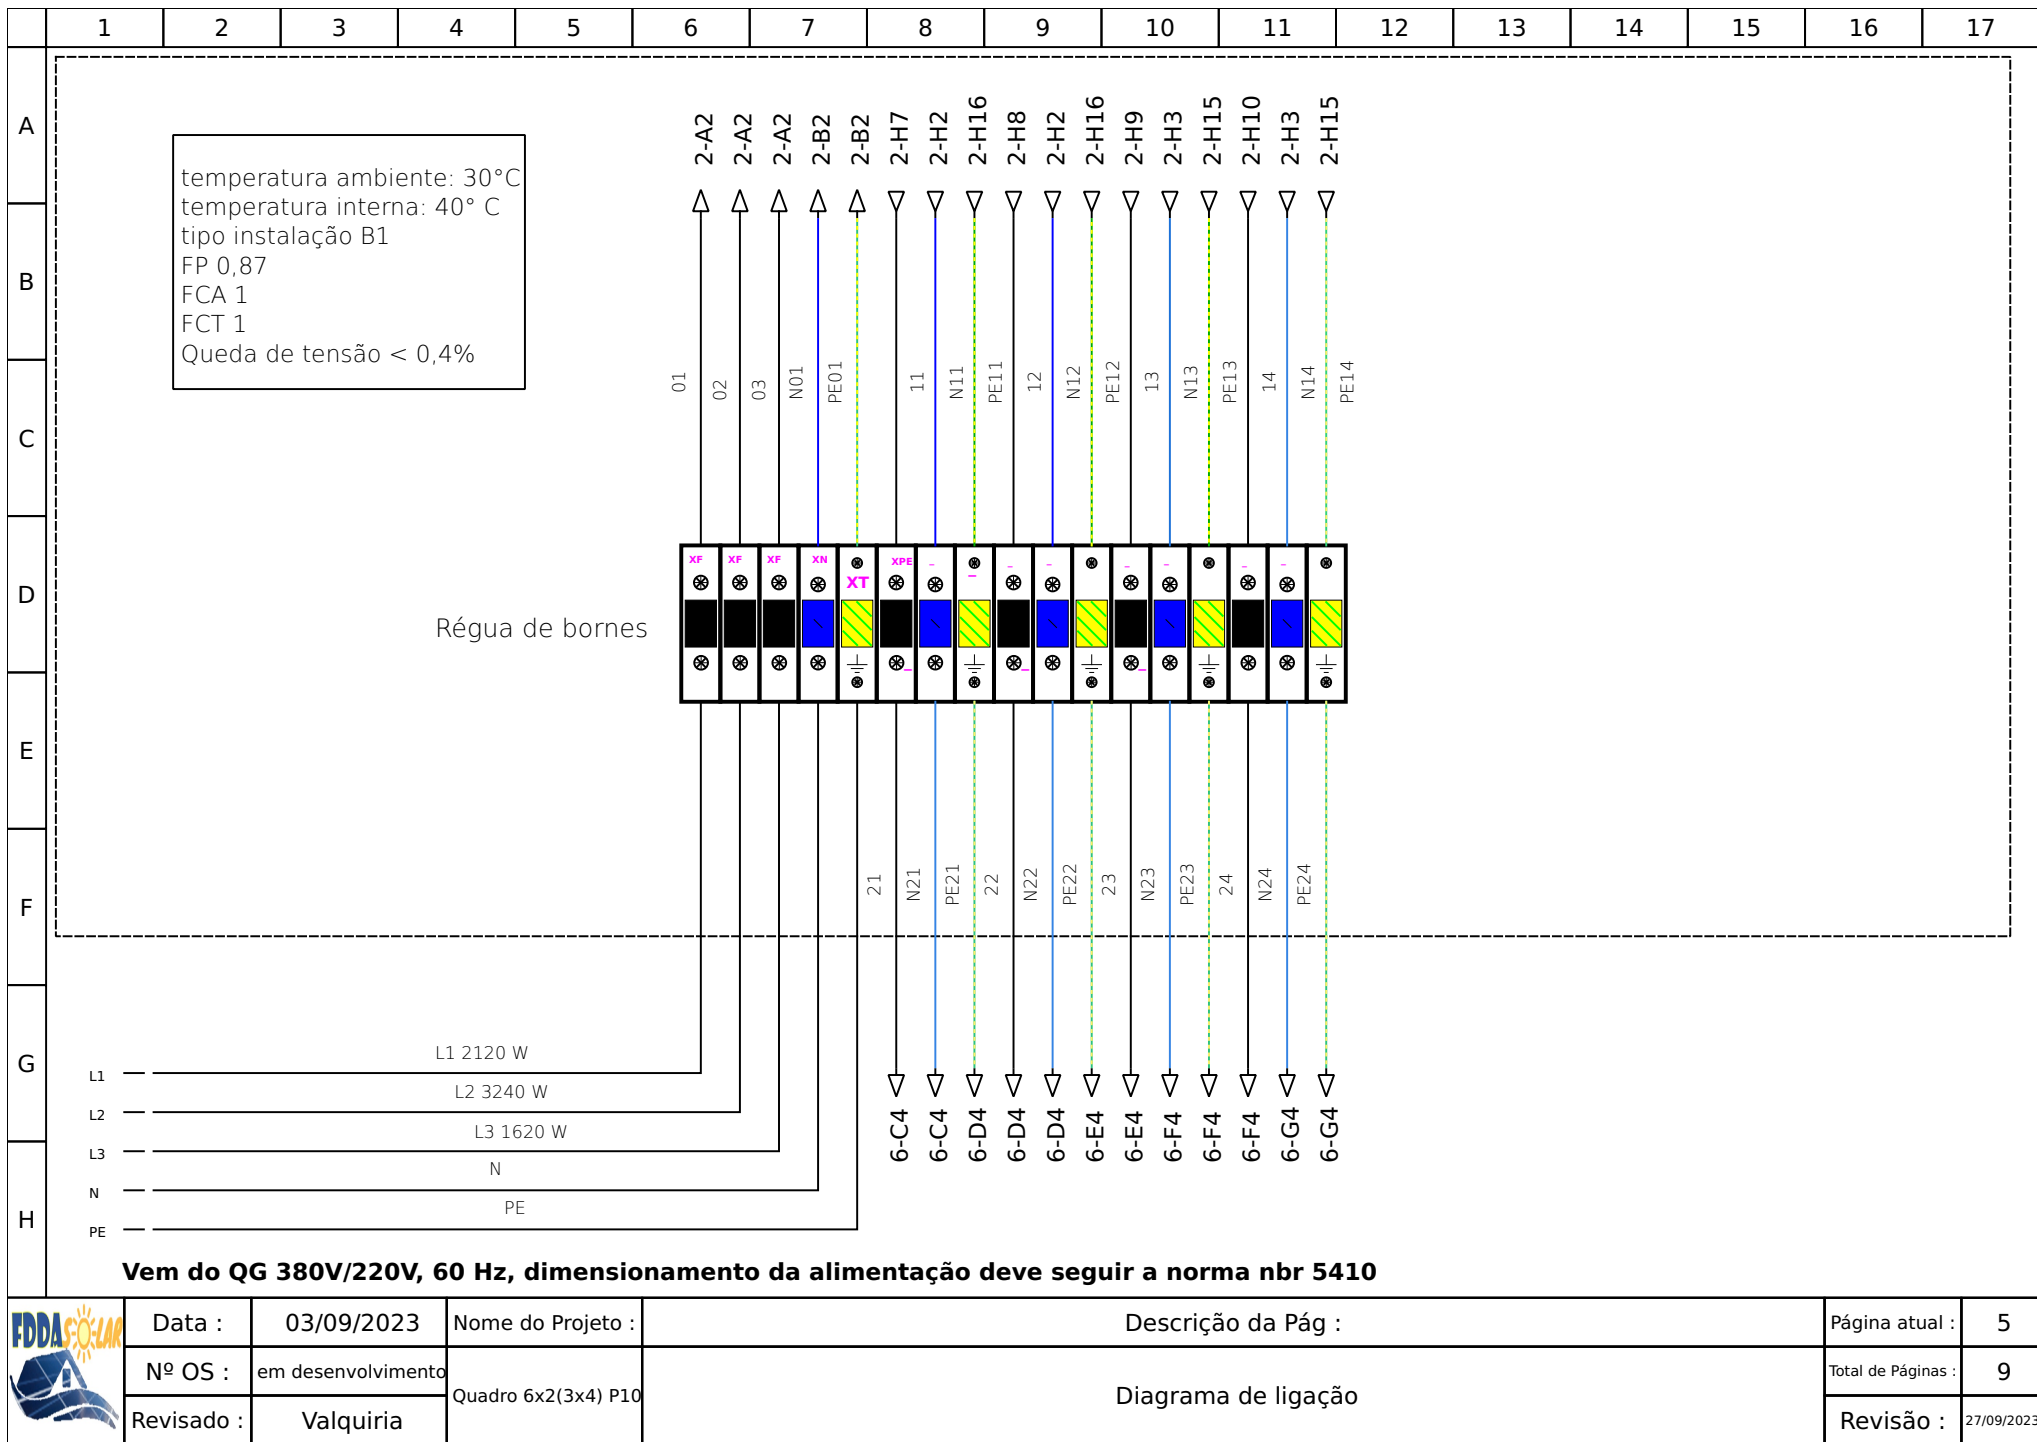 1 2 3 4 5 6 7 8 9 10 11 12 13 14 15 16 17
A
B
C
D
E
F
G
H
2-A2 2-A2 2-A2 2-B2 2-B2 2-H7 2-H2 2-H16 2-H8 2-H2 2-H16 2-H9 2-H3 2-H15 2-H10 2-H3 2-H15
temperatura ambiente: 30°C
temperatura interna: 40° C
tipo instalação B1
FP 0,87
FCA 1
FCT 1
Queda de tensão < 0,4%
01 02 03 N01 PE01 11 N11 PE11 12 N12 PE12 13 N13 PE13 14 N14 PE14
XF XF XF XN XT XPE
Régua de bornes
21 N21 PE21 22 N22 PE22 23 N23 PE23 24 N24 PE24
L1 L1 2120 W
L2 L2 3240 W
L3 L3 1620 W
N N
PE PE
6-C4 6-C4 6-D4 6-D4 6-D4 6-E4 6-E4 6-F4 6-F4 6-F4 6-G4 6-G4
Vem do QG 380V/220V, 60 Hz, dimensionamento da alimentação deve seguir a norma nbr 5410
FDDA SOLAR
Data : 03/09/2023 Nome do Projeto : Descrição da Pág : Página atual : 5
Nº OS : em desenvolvimento Quadro 6x2(3x4) P10 Diagrama de ligação Total de Páginas : 9
Revisado : Valquiria Revisão : 27/09/2023